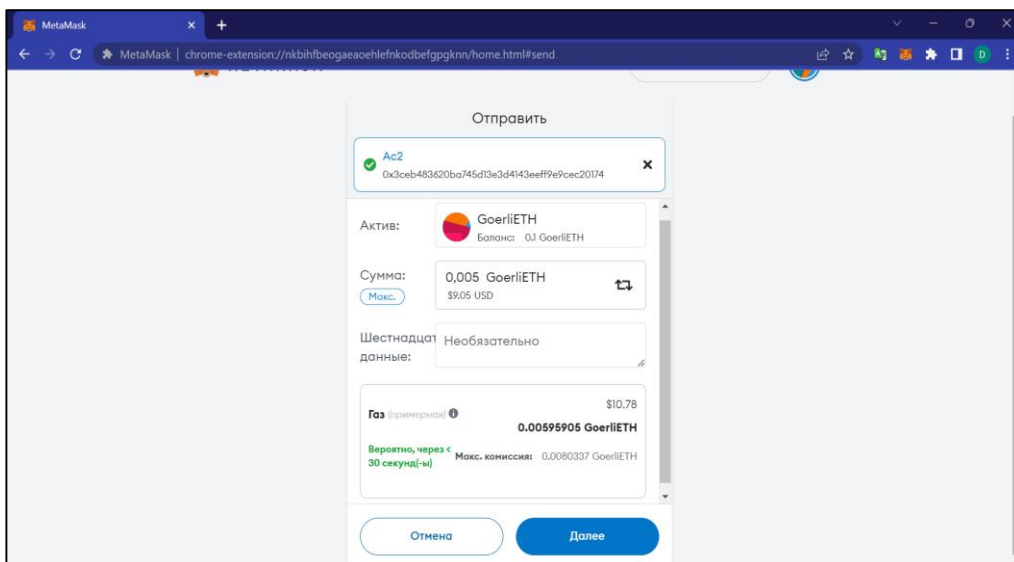 MetaMask
MetaMask | chrome-extension://nkbihfbeogaeaoehlefnkodbefgpgknn/home.html#send
D
Отправить
Ac2
0x3ceb483620ba745d13e3d4143eeff9e9cec20174
Актив:
GoerliETH
Баланс: 0.1 GoerliETH
Сумма:
0,005 GoerliETH
Макс.
$9.05 USD
Шестнадцат
данные:
Необязательно
$10.78
Газ (примерная)
0.00595905 GoerliETH
Вероятно, через <
30 секунд(-ы)
Макс. комиссия: 0.0080337 GoerliETH
Отмена
Далее